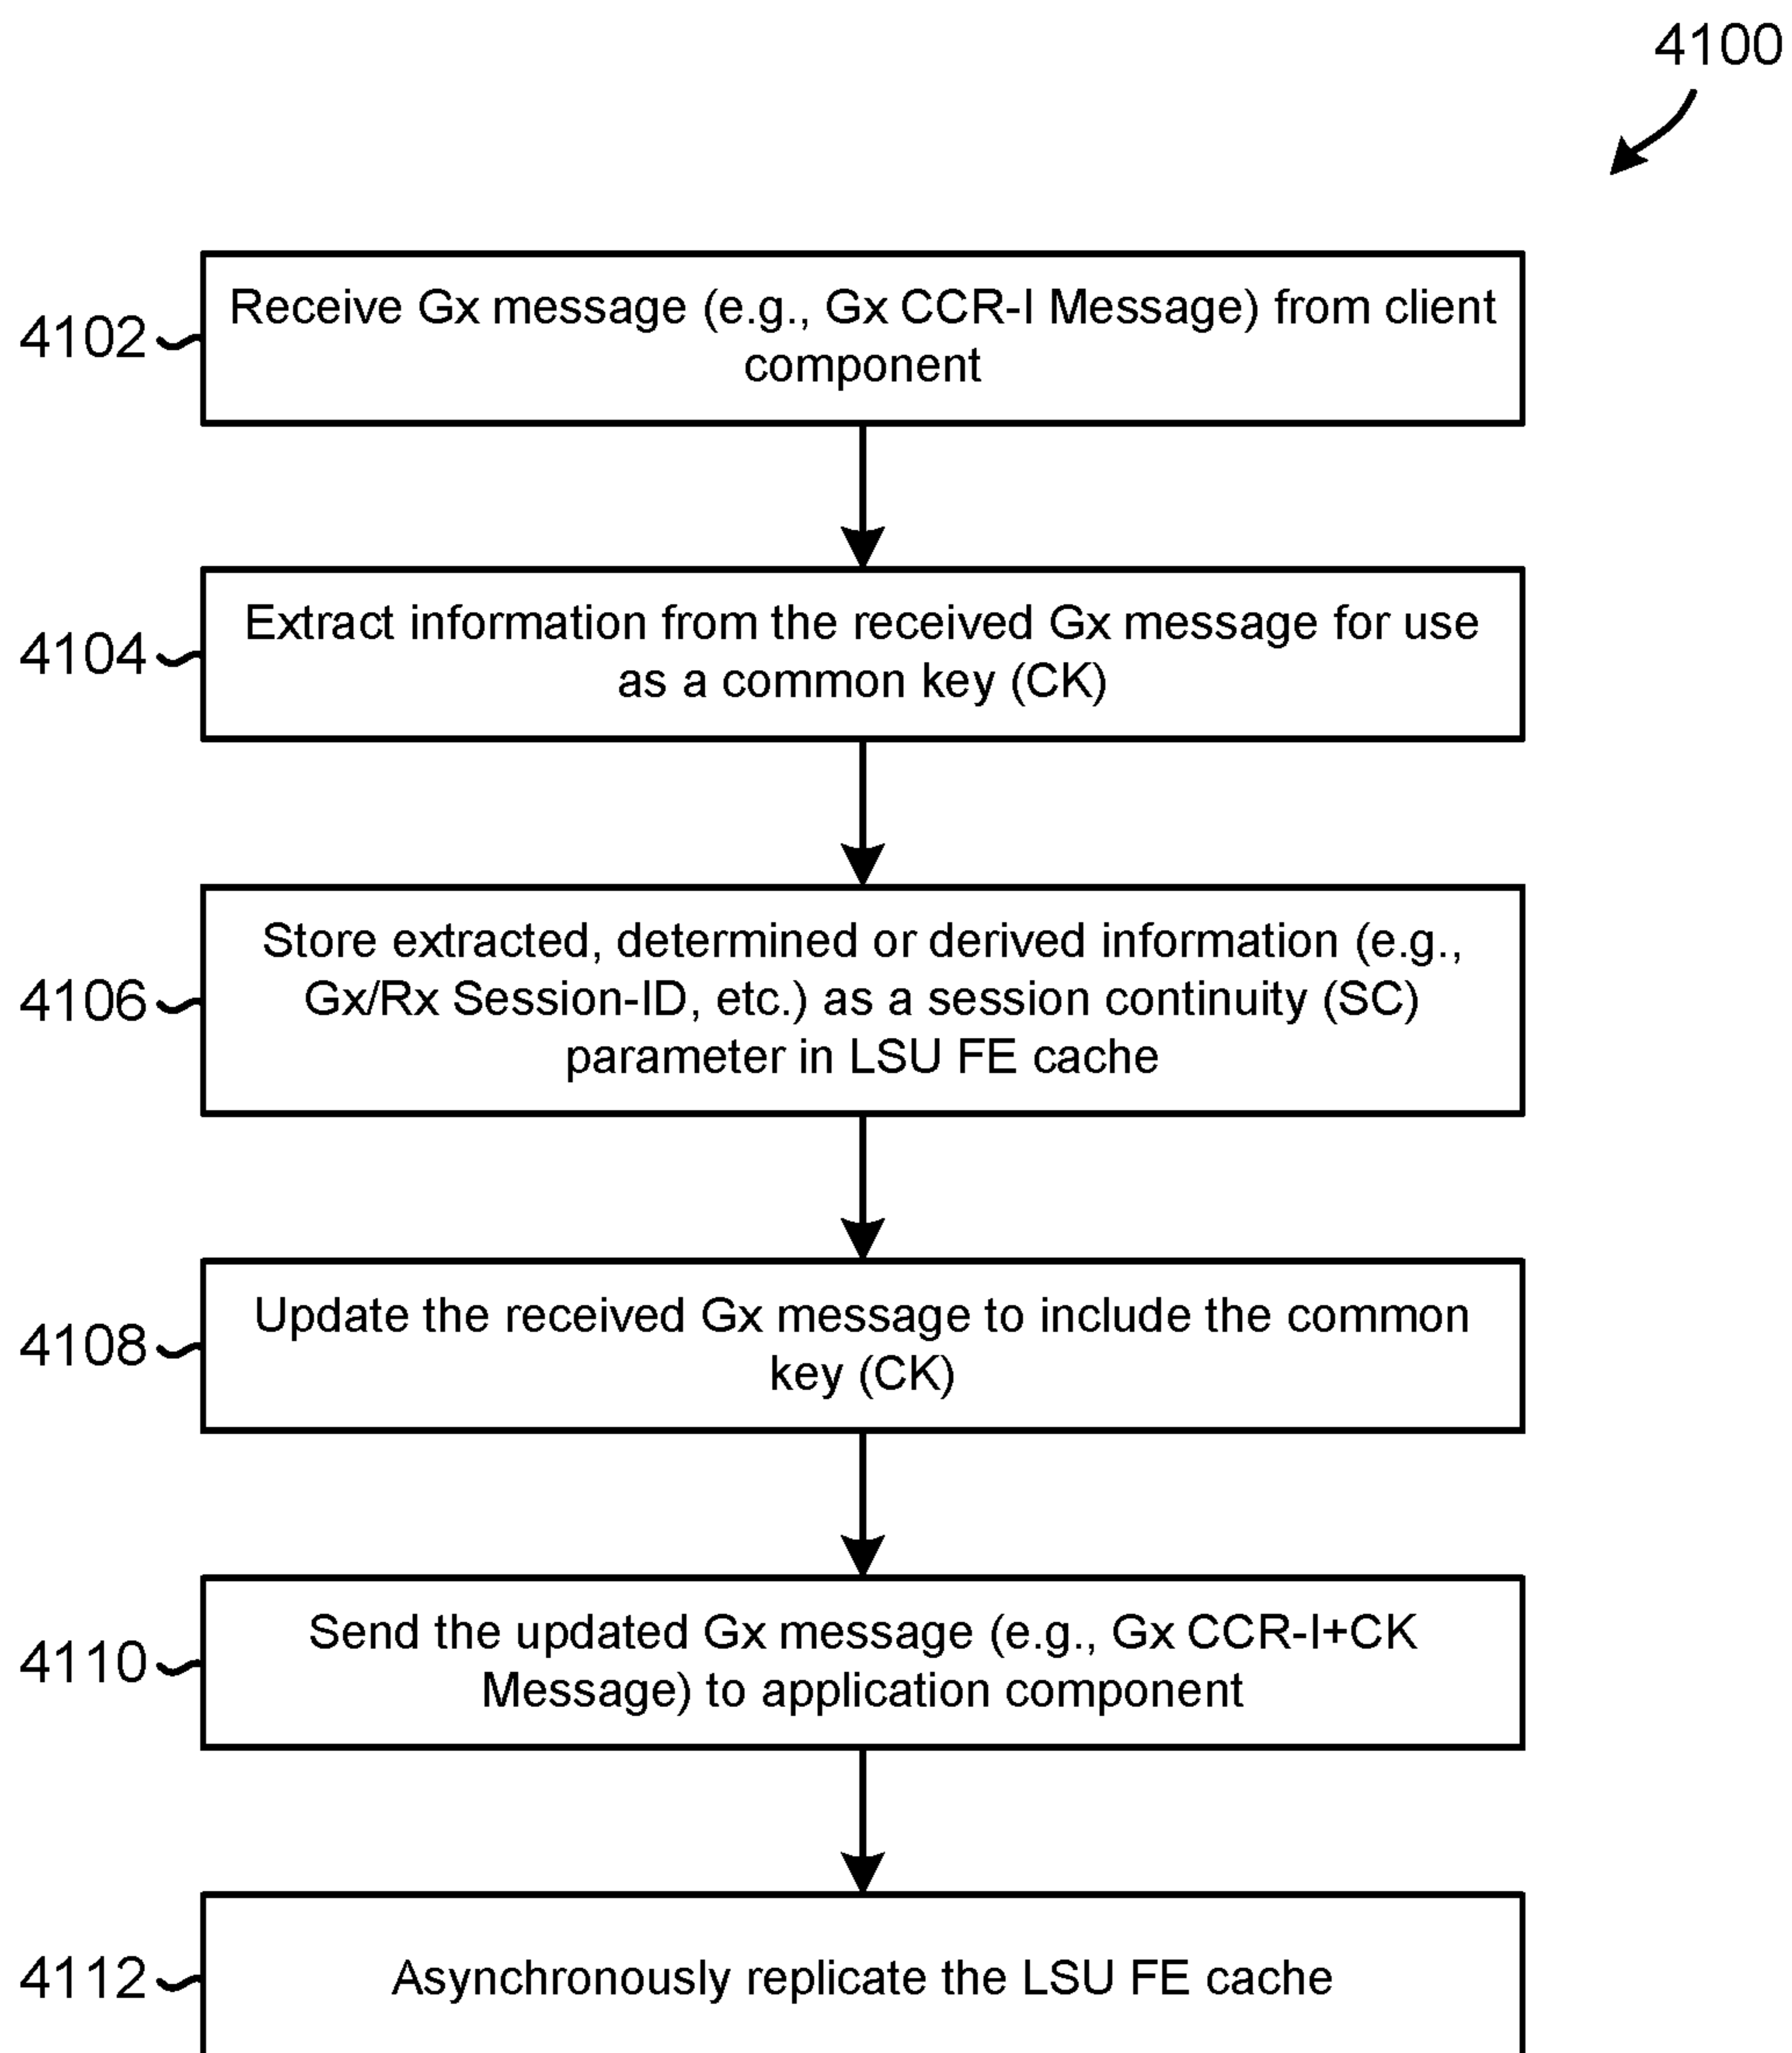 4100
4102
Receive Gx message (e.g., Gx CCR-I Message) from client
component
4104
Extract information from the received Gx message for use
as a common key (CK)
4106
Store extracted, determined or derived information (e.g.,
Gx/Rx Session-ID, etc.) as a session continuity (SC)
parameter in LSU FE cache
4108
Update the received Gx message to include the common
key (CK)
4110
Send the updated Gx message (e.g., Gx CCR-I+CK
Message) to application component
4112
Asynchronously replicate the LSU FE cache